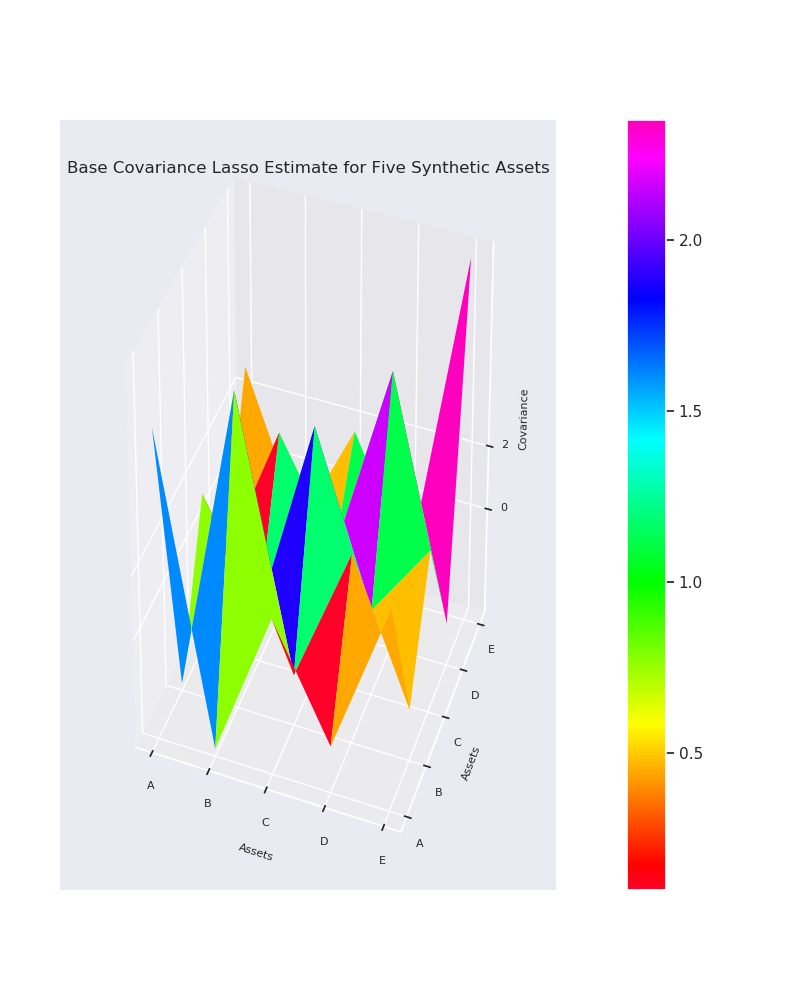 Base Covariance Lasso Estimate for Five Synthetic Assets
2.0
1.5
1.0
0.5
Covariance
2
0
E
D
C
B
A
Assets
A
B
C
D
E
Assets